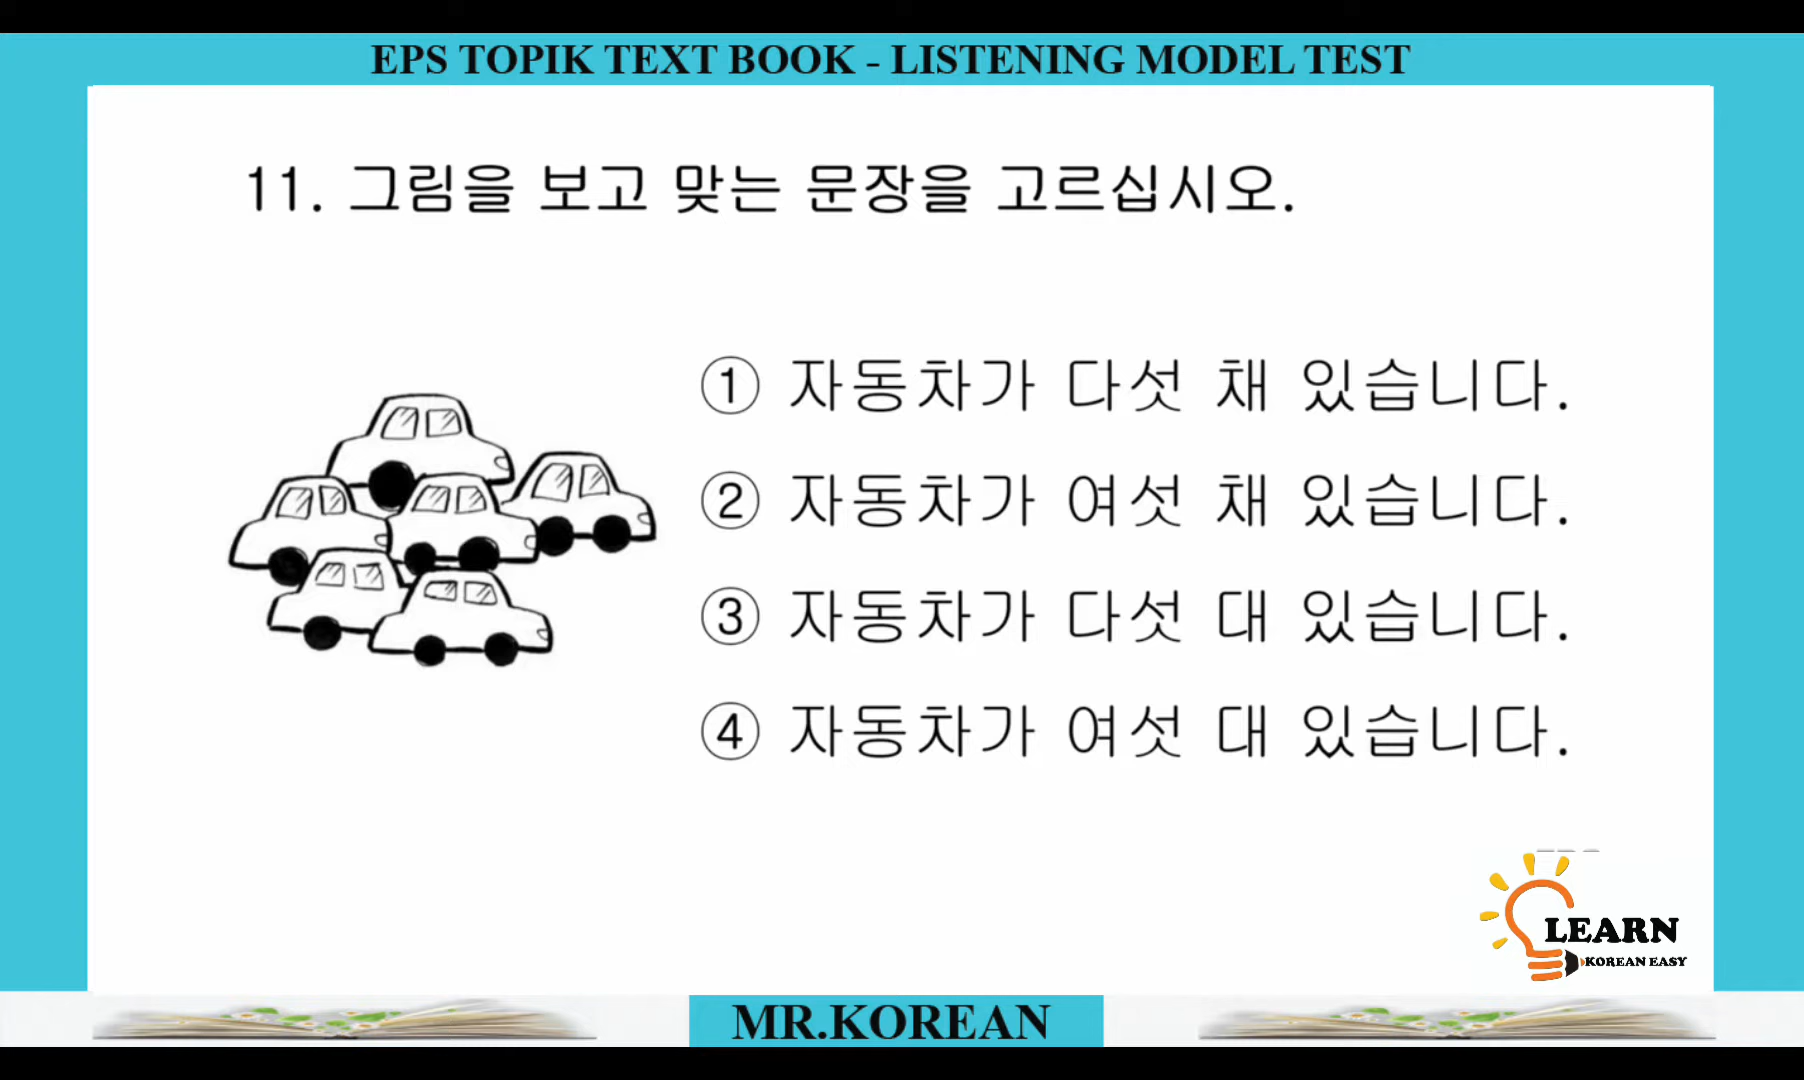 EPS TOPIK TEXT BOOK - LISTENING MODEL TEST
11. 그림을 보고 맞는 문장을 고르십시오.
① 자동차가 다섯 채 있습니다.
② 자동차가 여섯 채 있습니다.
③ 자동차가 다섯 대 있습니다.
④ 자동차가 여섯 대 있습니다.
LEARN
KOREAN EASY
MR.KOREAN